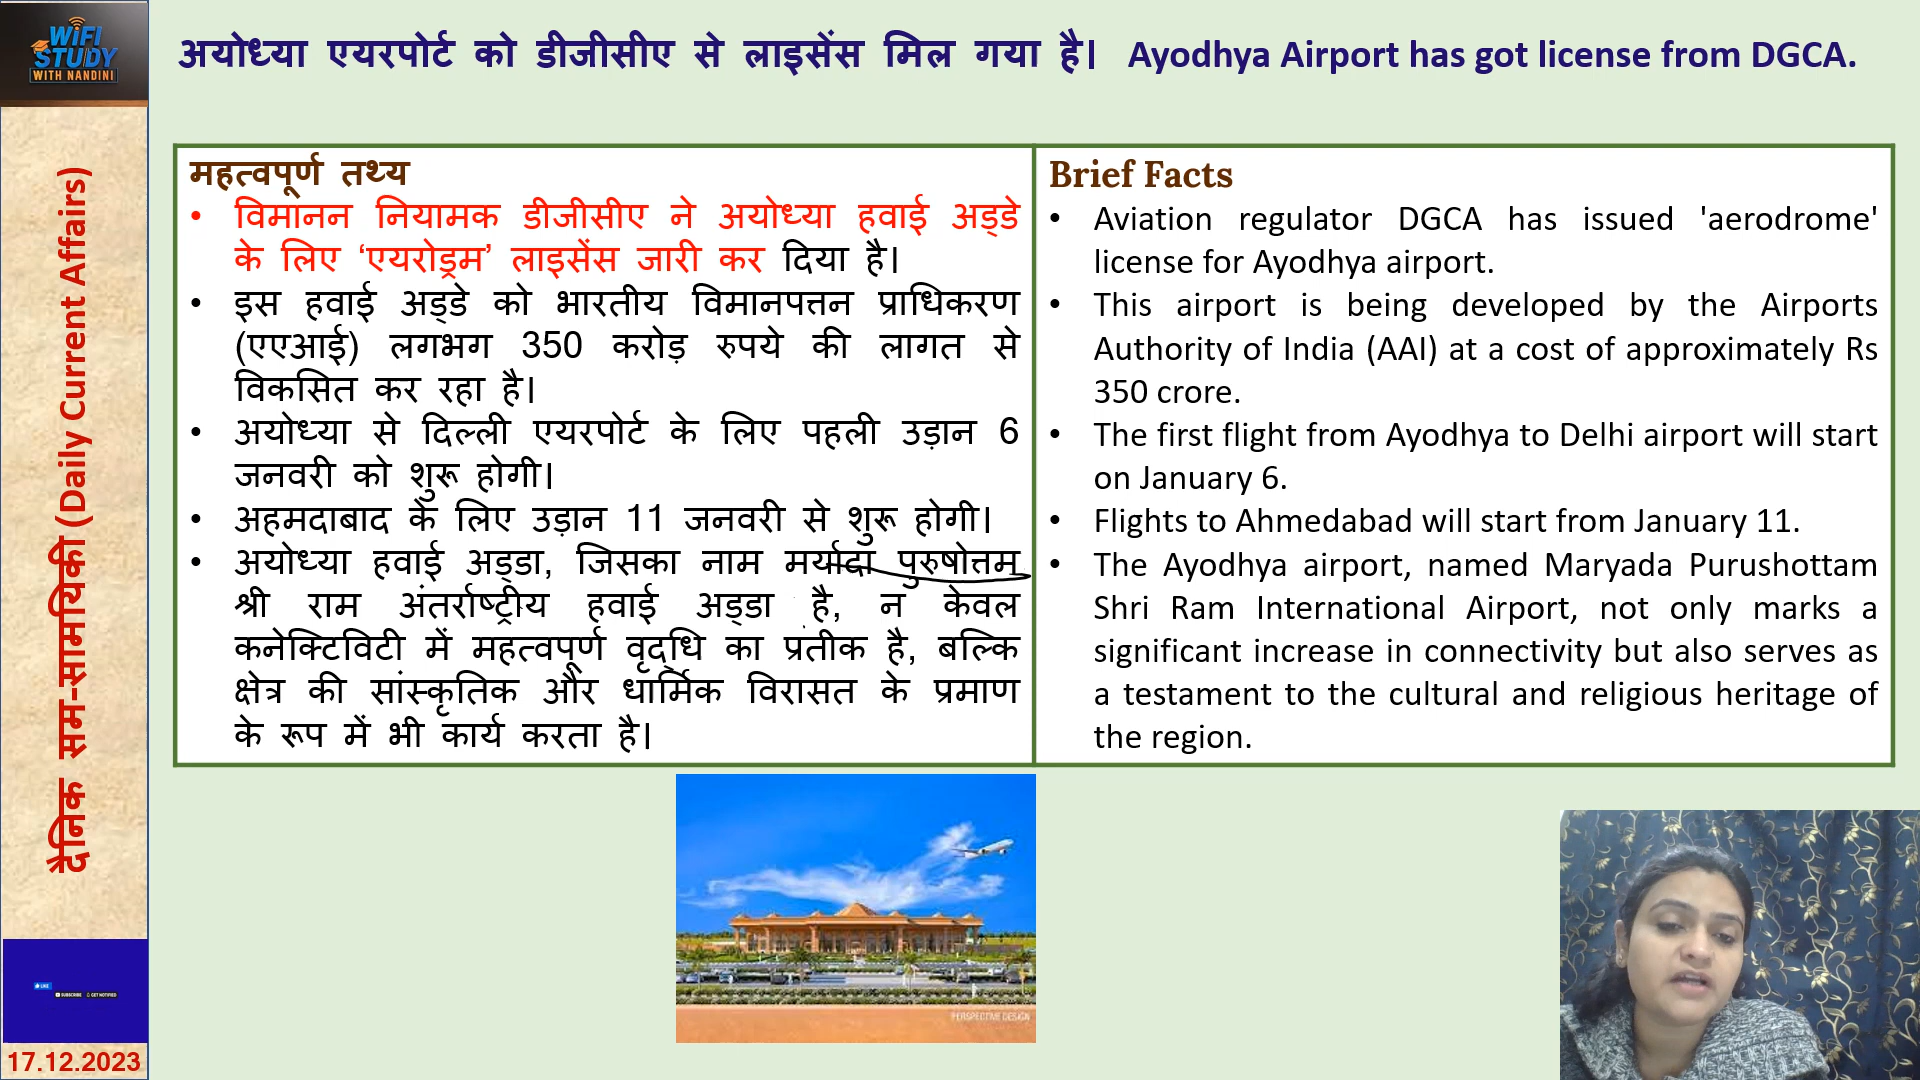 WiFi
STUDY
WITH NANDINI
अयोध्या एयरपोर्ट को डीजीसीए से लाइसेंस मिल गया है। Ayodhya Airport has got license from DGCA.
दैनिक सम-सामयिकी (Daily Current Affairs)
महत्वपूर्ण तथ्य
• विमानन नियामक डीजीसीए ने अयोध्या हवाई अड्डे
के लिए ‘एयरोड्रम’ लाइसेंस जारी कर दिया है।
• इस हवाई अड्डे को भारतीय विमानपत्तन प्राधिकरण
(एएआई) लगभग 350 करोड़ रुपये की लागत से
विकसित कर रहा है।
• अयोध्या से दिल्ली एयरपोर्ट के लिए पहली उड़ान 6
जनवरी को शुरू होगी।
• अहमदाबाद के लिए उड़ान 11 जनवरी से शुरू होगी।
• अयोध्या हवाई अड्डा, जिसका नाम मर्यादा पुरुषोत्तम
श्री राम अंतर्राष्ट्रीय हवाई अड्डा है, न केवल
कनेक्टिविटी में महत्वपूर्ण वृद्धि का प्रतीक है, बल्कि
क्षेत्र की सांस्कृतिक और धार्मिक विरासत के प्रमाण
के रूप में भी कार्य करता है।
Brief Facts
• Aviation regulator DGCA has issued 'aerodrome'
license for Ayodhya airport.
• This airport is being developed by the Airports
Authority of India (AAI) at a cost of approximately Rs
350 crore.
• The first flight from Ayodhya to Delhi airport will start
on January 6.
• Flights to Ahmedabad will start from January 11.
• The Ayodhya airport, named Maryada Purushottam
Shri Ram International Airport, not only marks a
significant increase in connectivity but also serves as
a testament to the cultural and religious heritage of
the region.
PERSPECTIVE DESIGN
LIKE
SUBSCRIBE GET NOTIFIED
17.12.2023